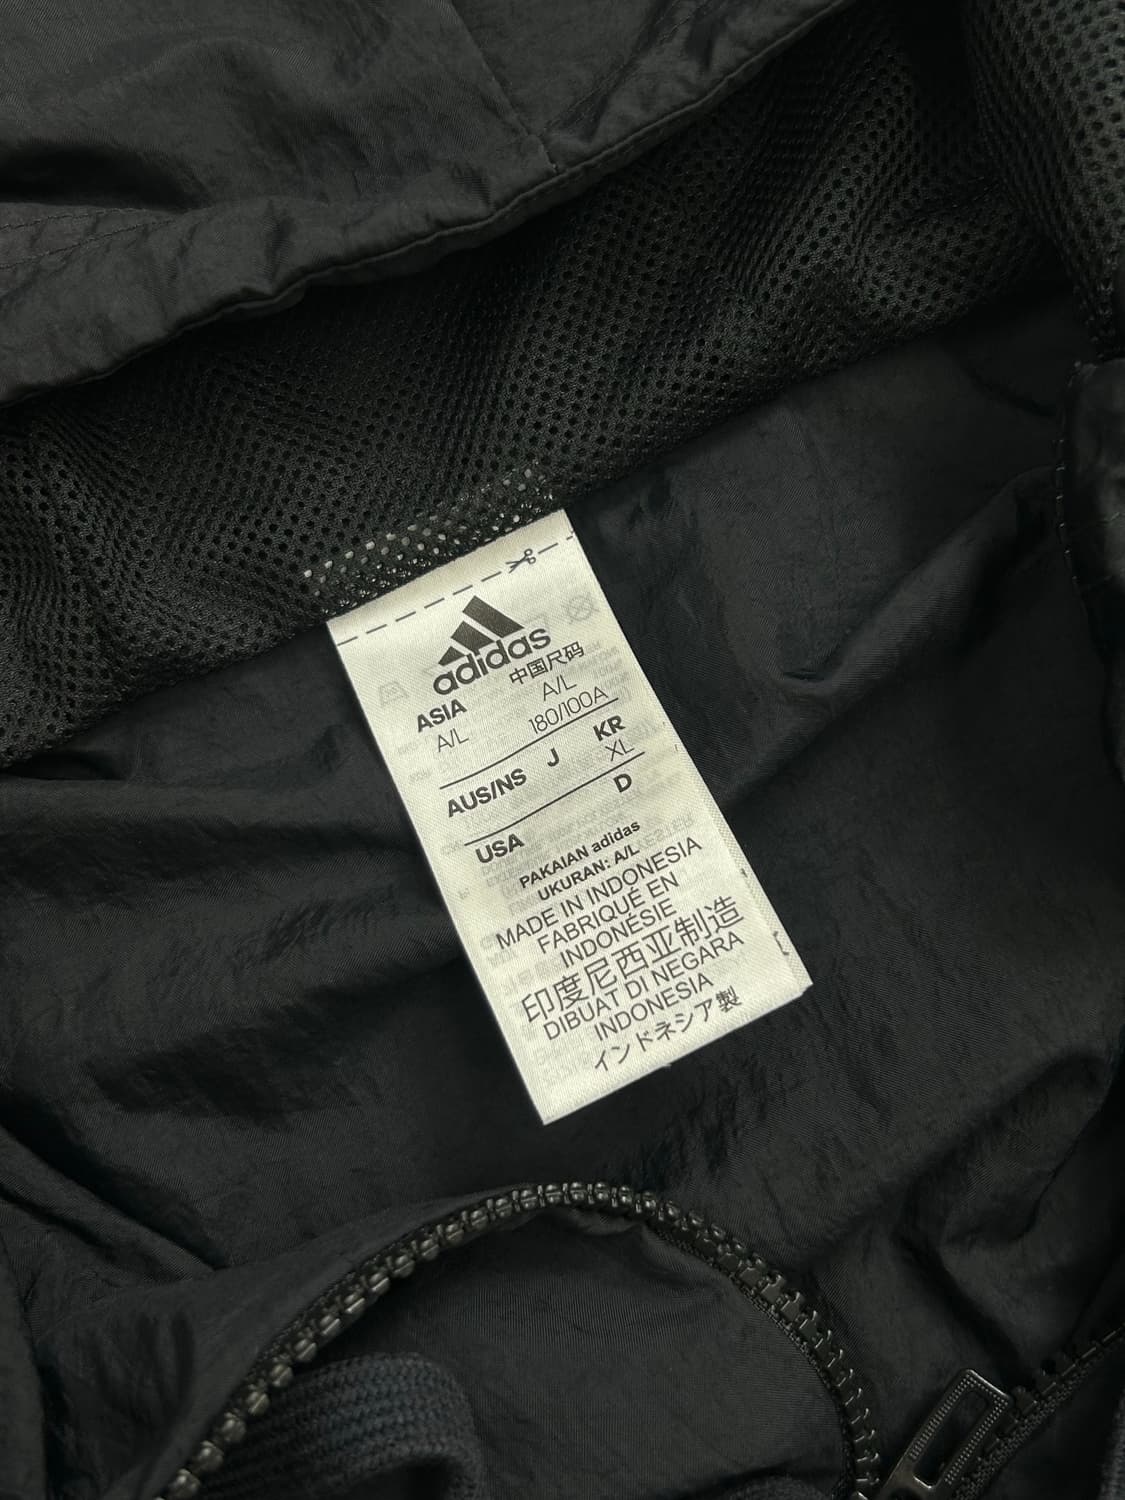 adidas
中国尺码
ASIA A/L
A/L 180/100A
AUS/NS J KR
XL
USA D
PAKAIAN adidas
UKURAN: A/L
MADE IN INDONESIA
FABRIQUÉ EN
INDONÉSIE
印度尼西亚制造
DIBUAT DI NEGARA
INDONESIA
インドネシア製